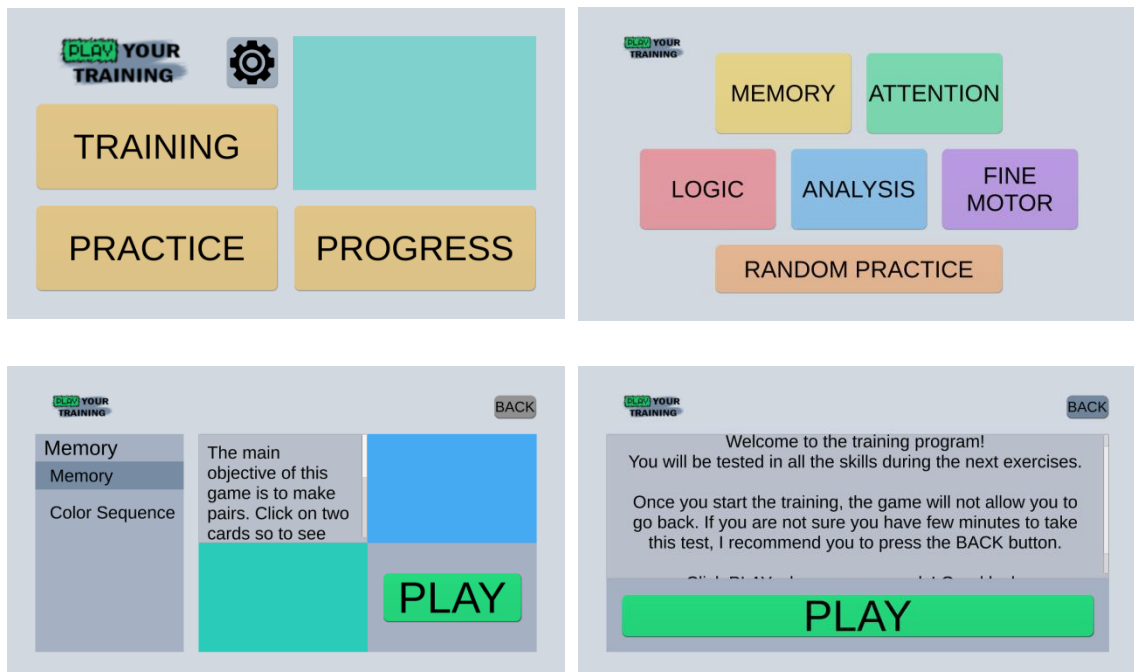 PLAY YOUR
TRAINING
TRAINING
PRACTICE
PROGRESS
PLAY YOUR
TRAINING
MEMORY
ATTENTION
LOGIC
ANALYSIS
FINE
MOTOR
RANDOM PRACTICE
PLAY YOUR
TRAINING
BACK
Memory
Memory
Color Sequence
The main
objective of this
game is to make
pairs. Click on two
cards so to see
PLAY
PLAY YOUR
TRAINING
BACK
Welcome to the training program!
You will be tested in all the skills during the next exercises.
Once you start the training, the game will not allow you to
go back. If you are not sure you have few minutes to take
this test, I recommend you to press the BACK button.
PLAY